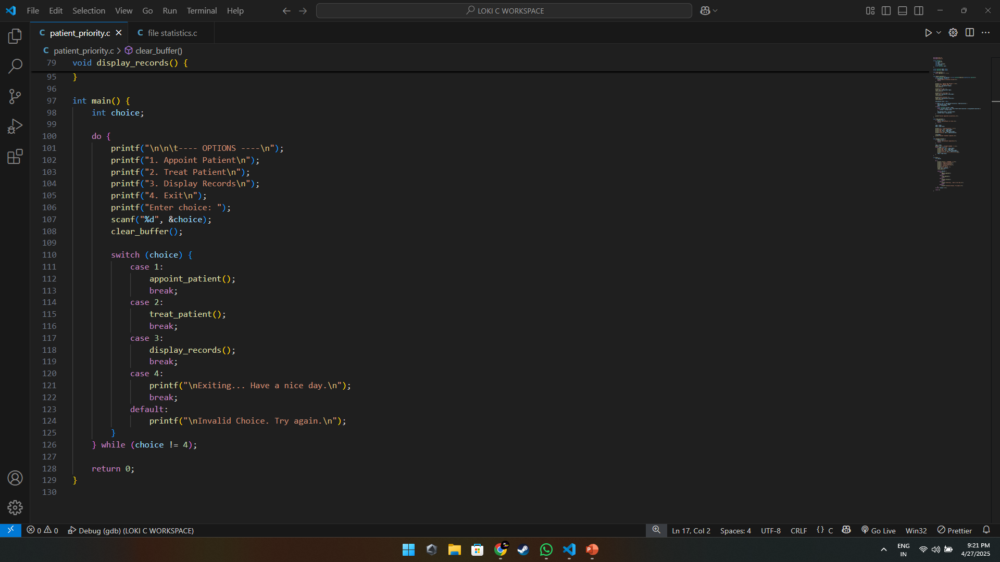 File Edit Selection View Go Run Terminal Help
LOKI C WORKSPACE
C patient_priority.c
C file statistics.c
C patient_priority.c > clear_buffer()
79 void display_records() {
95 }
96
97 int main() {
98     int choice;
99
100     do {
101         printf("\n\n\t---- OPTIONS ----\n");
102         printf("1. Appoint Patient\n");
103         printf("2. Treat Patient\n");
104         printf("3. Display Records\n");
105         printf("4. Exit\n");
106         printf("Enter choice: ");
107         scanf("%d", &choice);
108         clear_buffer();
109
110         switch (choice) {
111             case 1:
112                 appoint_patient();
113                 break;
114             case 2:
115                 treat_patient();
116                 break;
117             case 3:
118                 display_records();
119                 break;
120             case 4:
121                 printf("\nExiting... Have a nice day.\n");
122                 break;
123             default:
124                 printf("\nInvalid Choice. Try again.\n");
125         }
126     } while (choice != 4);
127
128     return 0;
129 }
130
0 0 Debug (gdb) (LOKI C WORKSPACE)
Ln 17, Col 2 Spaces: 4 UTF-8 CRLF {} C Go Live Win32 Prettier
ENG
IN
9:21 PM
4/27/2025